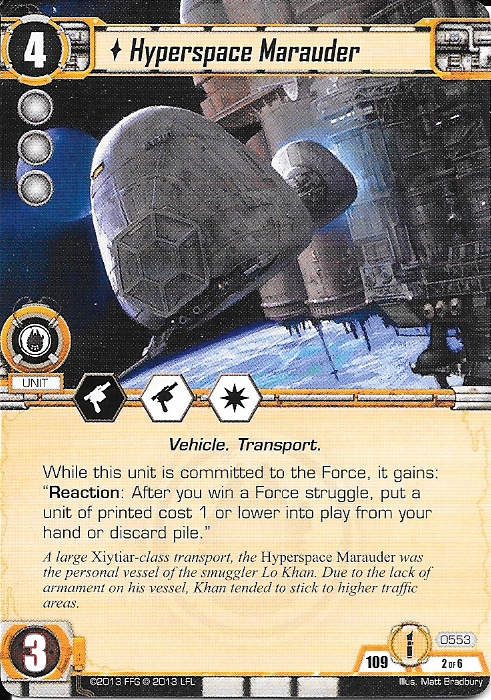 4
Hyperspace Marauder
UNIT
Vehicle. Transport.
While this unit is committed to the Force, it gains:
“Reaction: After you win a Force struggle, put a
unit of printed cost 1 or lower into play from your
hand or discard pile.”
A large Xiytiar-class transport, the Hyperspace Marauder was
the personal vessel of the smuggler Lo Khan. Due to the lack of
armament on his vessel, Khan tended to stick to higher traffic
areas.
3
109
0553
2 OF 6
©2013 FFG © 2013 LFL
Illus. Matt Bradbury